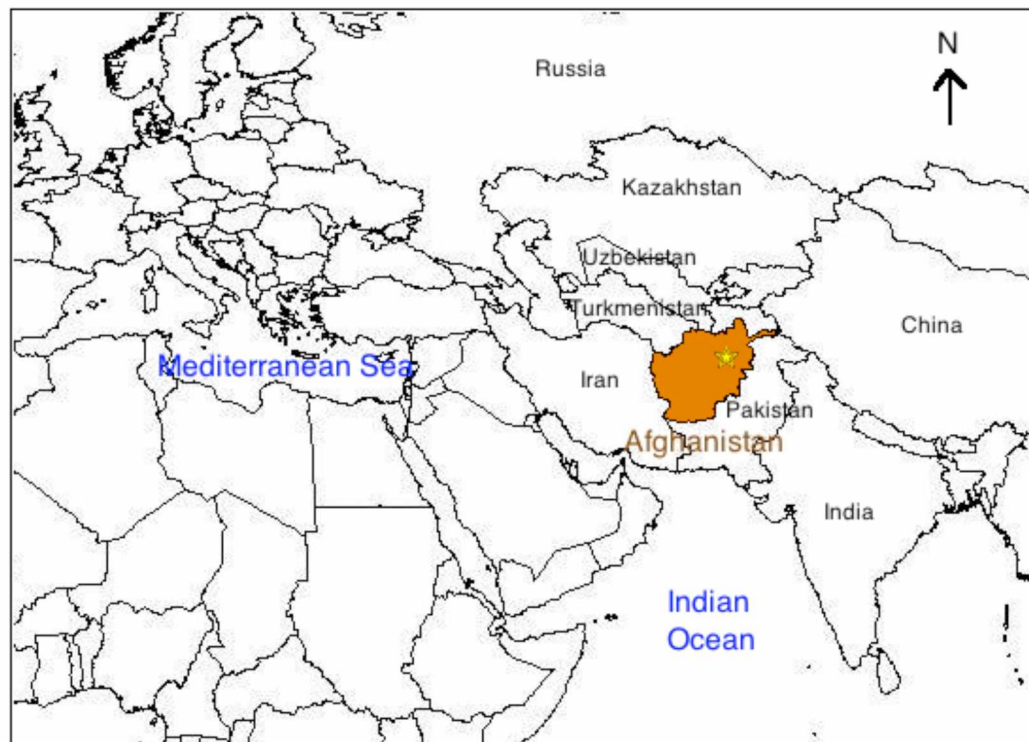 N
Russia
Kazakhstan
Uzbekistan
Turkmenistan
China
Mediterranean Sea
Iran
Pakistan
Afghanistan
India
Indian
Ocean